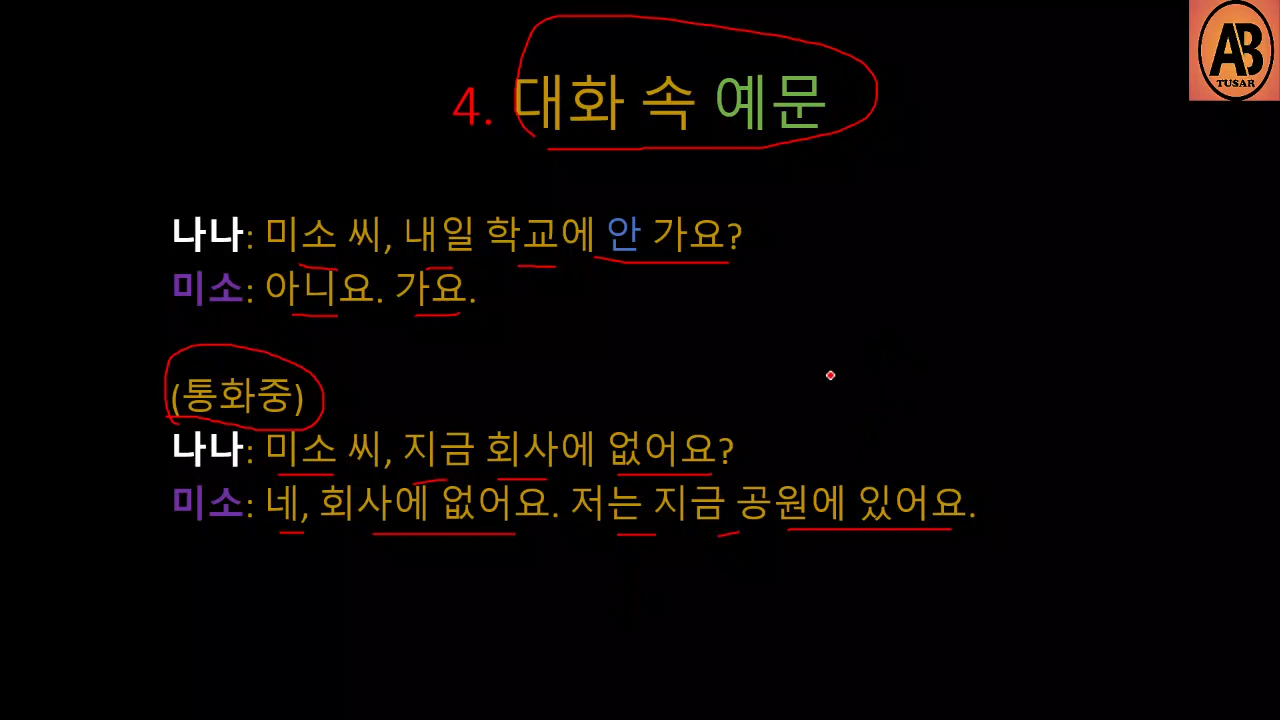 AB
TUSAR
4. 대화 속 예문
나나: 미소 씨, 내일 학교에 안 가요?
미소: 아니요. 가요.
(통화중)
나나: 미소 씨, 지금 회사에 없어요?
미소: 네, 회사에 없어요. 저는 지금 공원에 있어요.